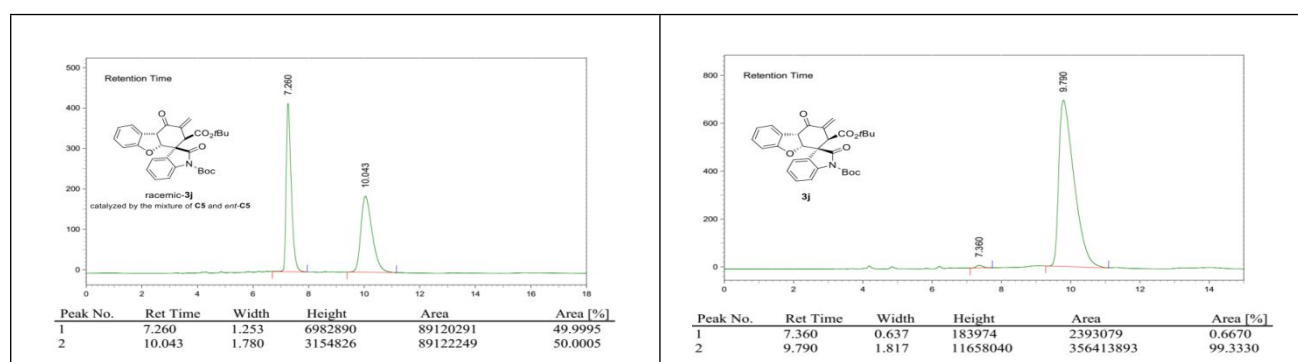 500
400
300
200
100
0
Retention Time
7.260
10.043
O
CO₂tBu
O
O
N
Boc
racemic-3j
catalyzed by the mixture of C5 and ent-C5
0 2 4 6 8 10 12 14 16 18
Peak No. Ret Time Width Height Area Area [%]
1 7.260 1.253 6982890 89120291 49.9995
2 10.043 1.780 3154826 89122249 50.0005
800
600
400
200
0
Retention Time
7.360
9.790
O
CO₂tBu
O
O
N
Boc
3j
0 2 4 6 8 10 12 14
Peak No. Ret Time Width Height Area Area [%]
1 7.360 0.637 183974 2393079 0.6670
2 9.790 1.817 11658040 356413893 99.3330